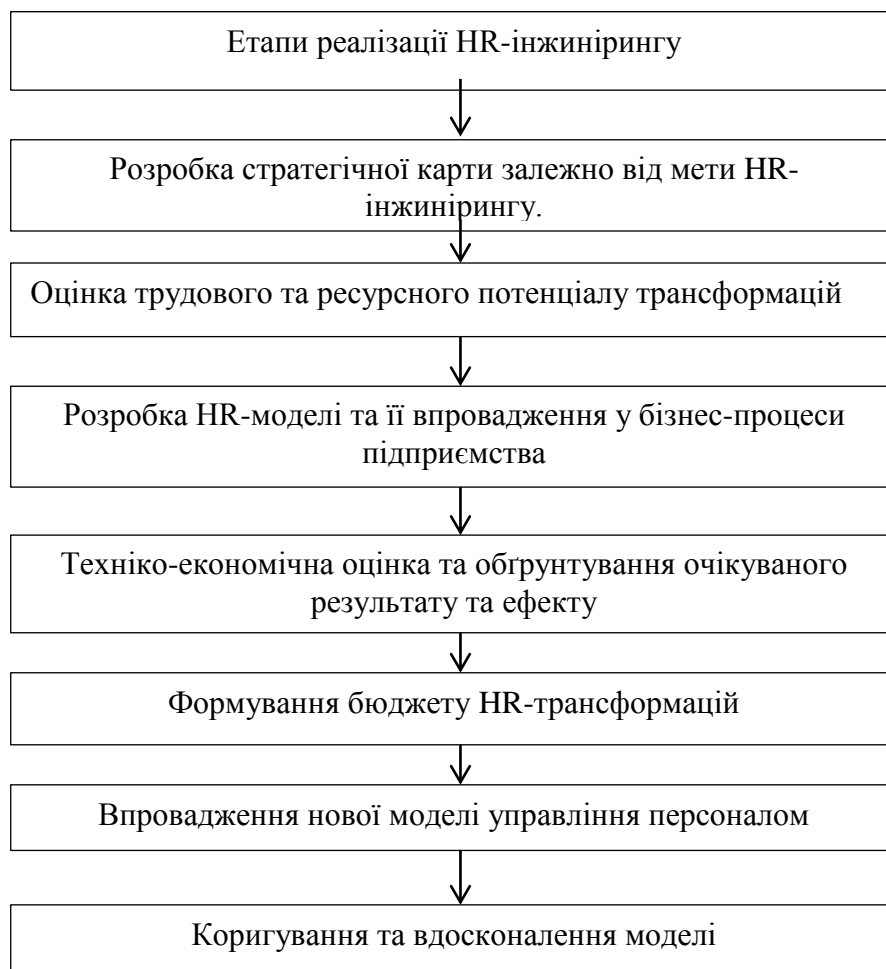 Етапи реалізації HR-інжинірингу
Розробка стратегічної карти залежно від мети HR-
інжинірингу.
Оцінка трудового та ресурсного потенціалу трансформацій
Розробка HR-моделі та її впровадження у бізнес-процеси
підприємства
Техніко-економічна оцінка та обґрунтування очікуваного
результату та ефекту
Формування бюджету HR-трансформацій
Впровадження нової моделі управління персоналом
Коригування та вдосконалення моделі